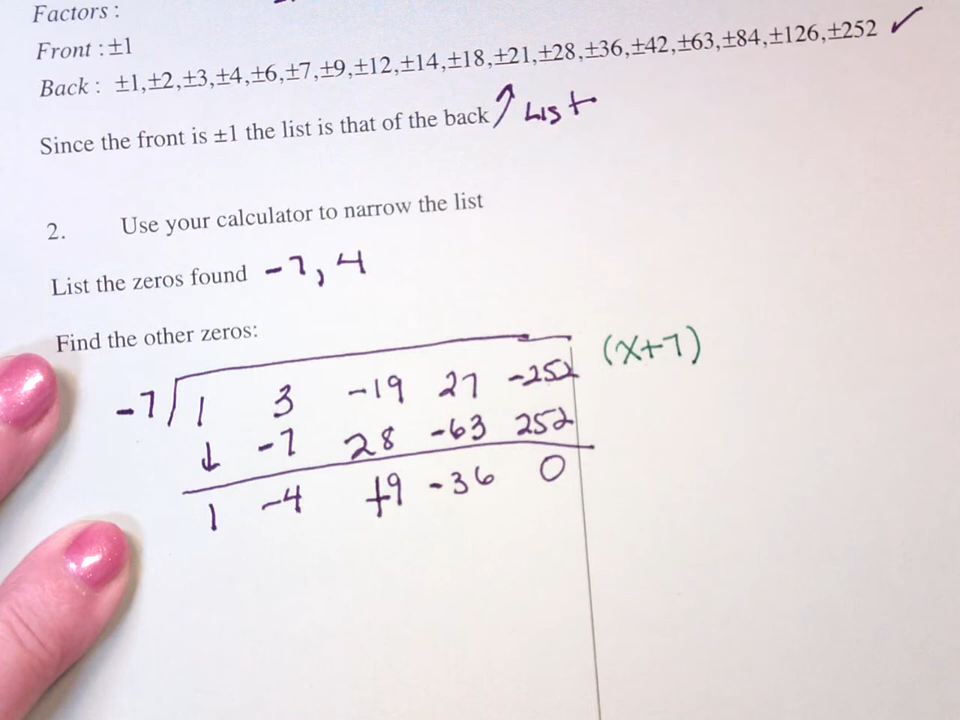 Factors :
Front : ±1
Back : ±1,±2,±3,±4,±6,±7,±9,±12,±14,±18,±21,±28,±36,±42,±63,±84,±126,±252 ✓
Since the front is ±1 the list is that of the back ↑ List
2. Use your calculator to narrow the list
List the zeros found -7, 4
Find the other zeros:
(x+7)
-7 1 3 -19 27 -252
↓ -7 28 -63 252
1 -4 +9 -36 0